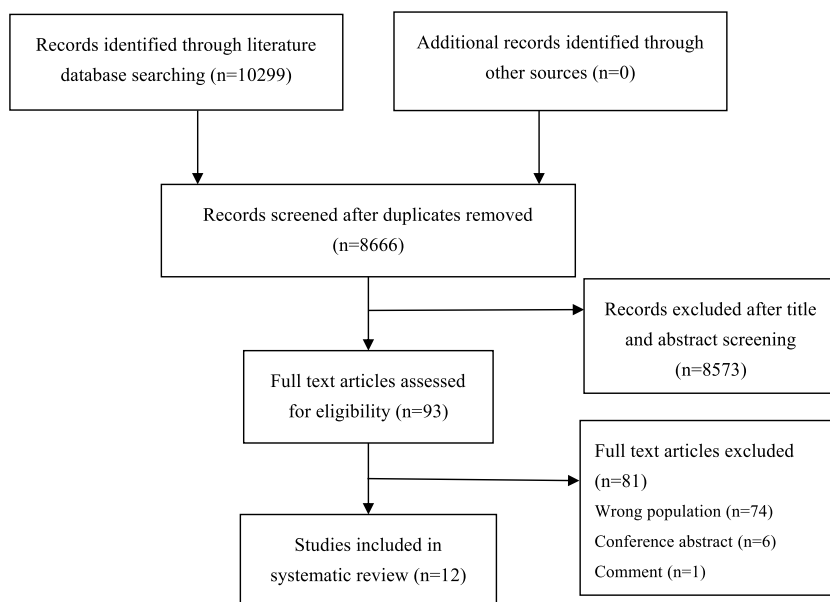 Records identified through literature
database searching (n=10299)
Additional records identified through
other sources (n=0)
Records screened after duplicates removed
(n=8666)
Records excluded after title
and abstract screening
(n=8573)
Full text articles assessed
for eligibility (n=93)
Full text articles excluded
(n=81)
Wrong population (n=74)
Conference abstract (n=6)
Comment (n=1)
Studies included in
systematic review (n=12)